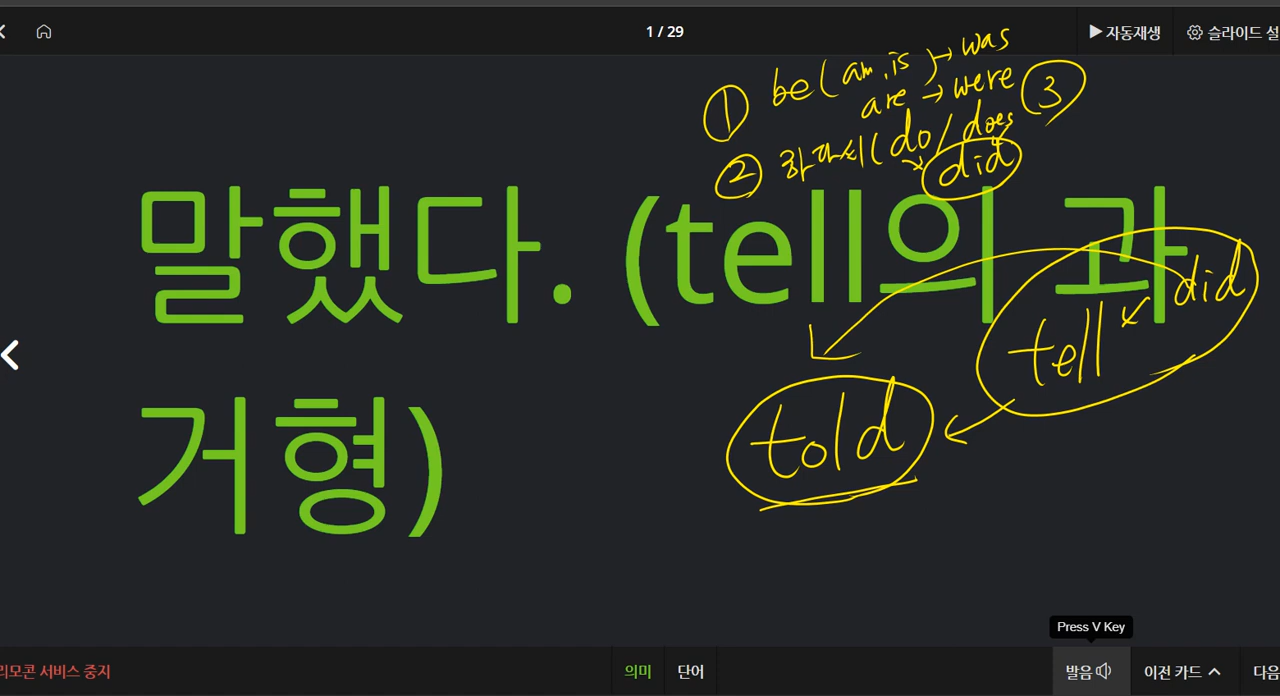 1 / 29
▶ 자동재생
슬라이드 설
① be ( am, is ) → was
are → were ③
② 하다씨 ( do / does
→ did
말했다. (tell의 과
거형)
tell did
told
Press V Key
리모콘 서비스 중지
의미
단어
발음
이전 카드
다음